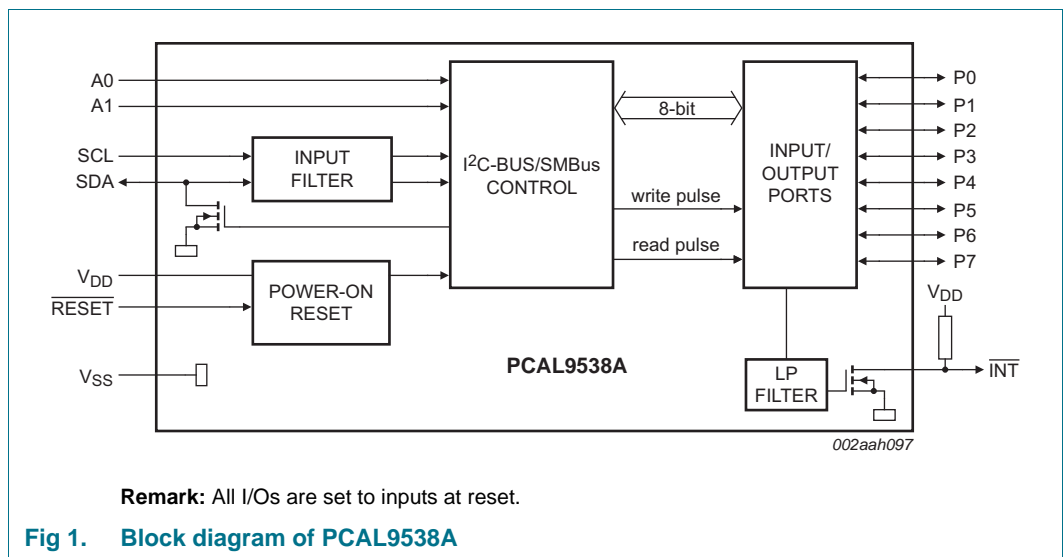 A0
A1
SCL
SDA
VDD
RESET
VSS
INPUT
FILTER
POWER-ON
RESET
I2C-BUS/SMBus
CONTROL
8-bit
write pulse
read pulse
INPUT/
OUTPUT
PORTS
P0
P1
P2
P3
P4
P5
P6
P7
VDD
INT
LP
FILTER
PCAL9538A
002aah097
Remark: All I/Os are set to inputs at reset.
Fig 1. Block diagram of PCAL9538A